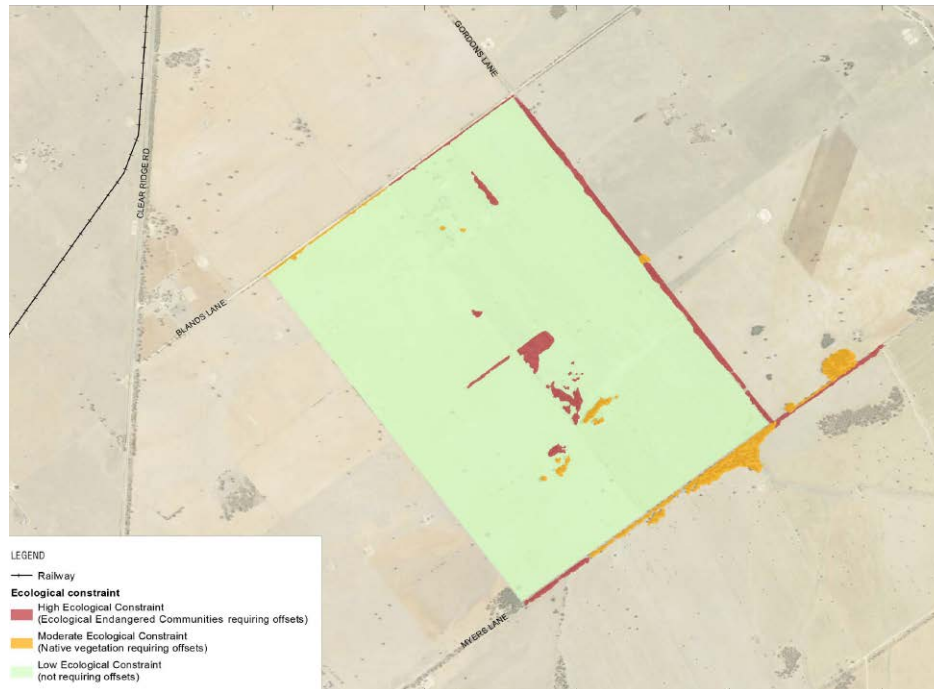 GORDONS LANE
CLEAR RIDGE RD
BLANDS LANE
MYERS LANE
LEGEND
Railway
Ecological constraint
High Ecological Constraint
(Ecological Endangered Communities requiring offsets)
Moderate Ecological Constraint
(Native vegetation requiring offsets)
Low Ecological Constraint
(not requiring offsets)